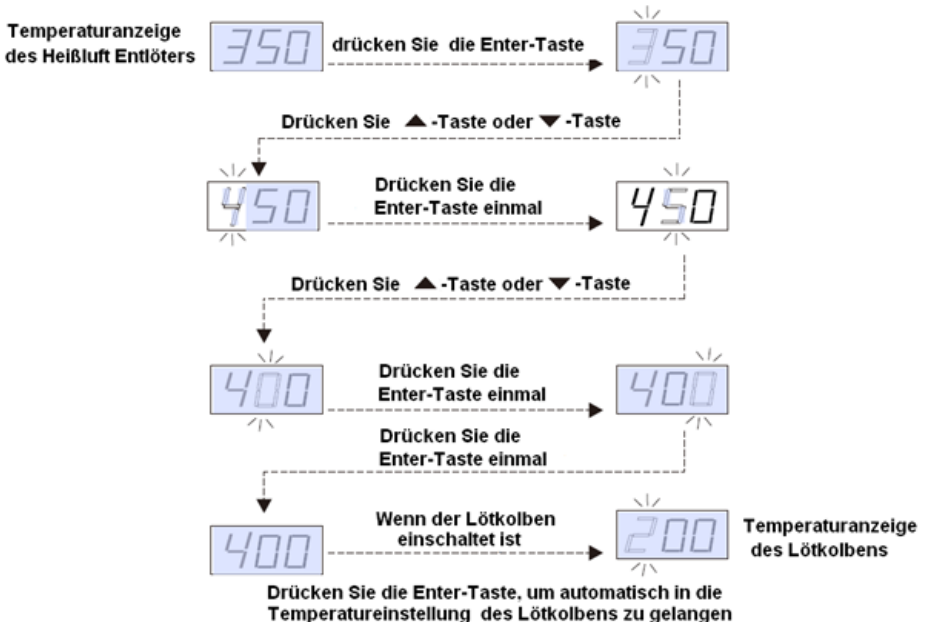 Temperaturanzeige
des Heißluft Entlöters
350
drücken Sie die Enter-Taste
350
Drücken Sie ▲ -Taste oder ▼ -Taste
450
Drücken Sie die
Enter-Taste einmal
450
Drücken Sie ▲ -Taste oder ▼ -Taste
400
Drücken Sie die
Enter-Taste einmal
400
Drücken Sie die
Enter-Taste einmal
400
Wenn der Lötkolben
einschaltet ist
200
Temperaturanzeige
des Lötkolbens
Drücken Sie die Enter-Taste, um automatisch in die
Temperatureinstellung des Lötkolbens zu gelangen